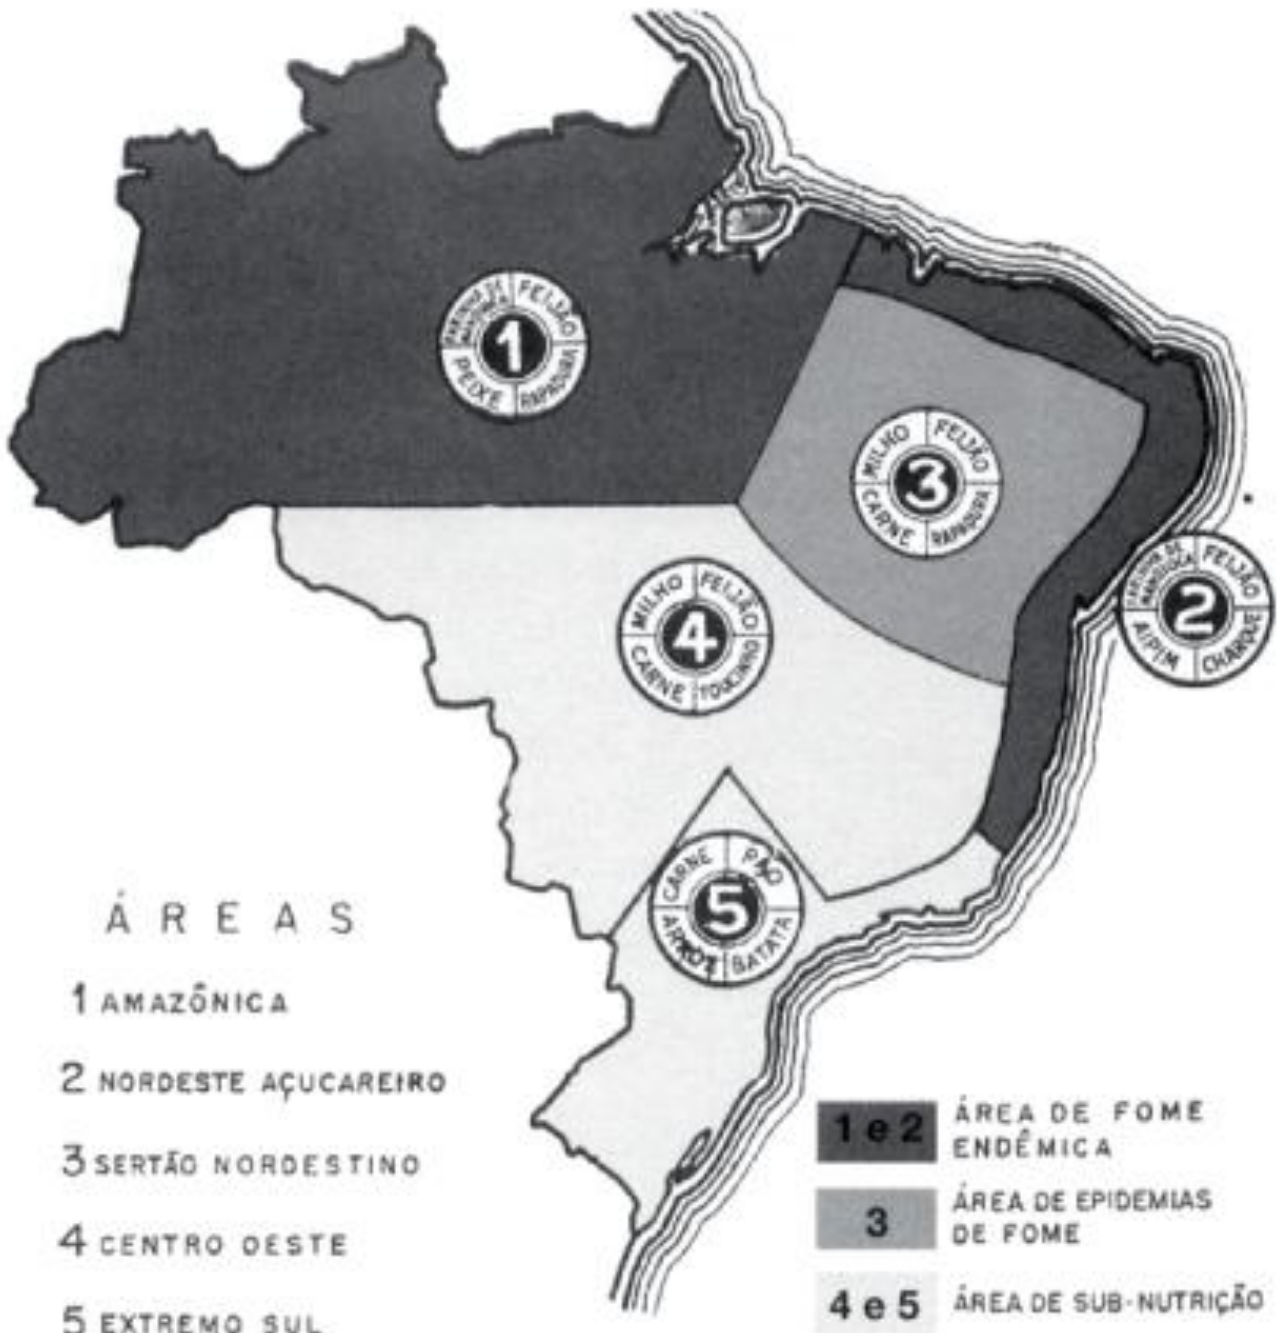 FARINHA DE MANDIOCA
FEIJÃO
PEIXE
RAPADURA
1
MILHO
FEIJÃO
CARNE
RAPADURA
3
FARINHA DE MANDIOCA
FEIJÃO
AIPIM
CHARQUE
2
MILHO
FEIJÃO
CARNE
TOUCINHO
4
CARNE
PÃO
ARROZ
BATATA
5
ÁREAS
1 AMAZÔNICA
2 NORDESTE AÇUCAREIRO
3 SERTÃO NORDESTINO
4 CENTRO OESTE
5 EXTREMO SUL
1 e 2 ÁREA DE FOME
ENDÊMICA
3 ÁREA DE EPIDEMIAS
DE FOME
4 e 5 ÁREA DE SUB-NUTRIÇÃO